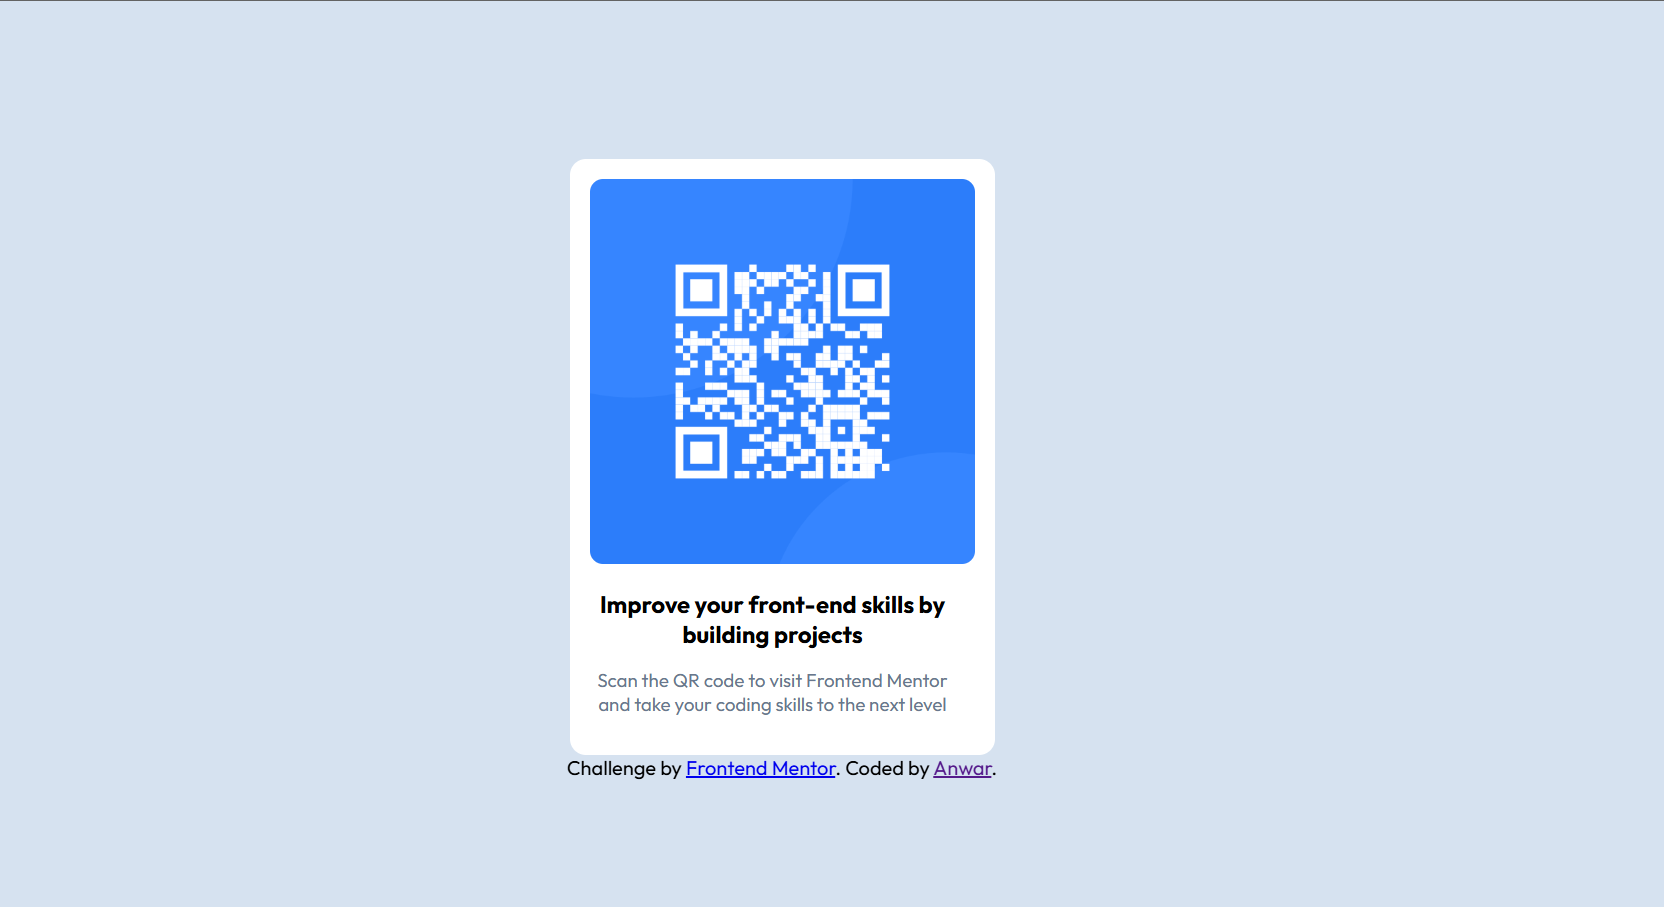 Improve your front-end skills by
building projects
Scan the QR code to visit Frontend Mentor
and take your coding skills to the next level
Challenge by Frontend Mentor. Coded by Anwar.